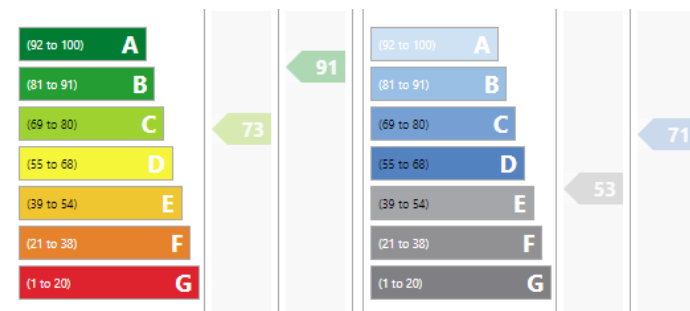 (92 to 100) A
(81 to 91) B
(69 to 80) C
(55 to 68) D
(39 to 54) E
(21 to 38) F
(1 to 20) G
73
91
(92 to 100) A
(81 to 91) B
(69 to 80) C
(55 to 68) D
(39 to 54) E
(21 to 38) F
(1 to 20) G
53
71